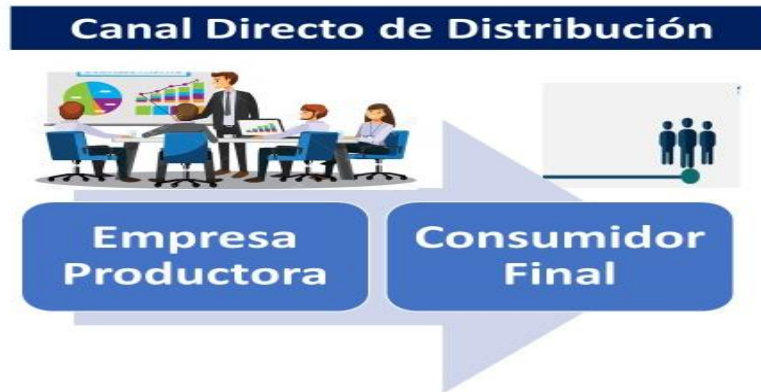 Canal Directo de Distribución
Empresa
Productora
Consumidor
Final